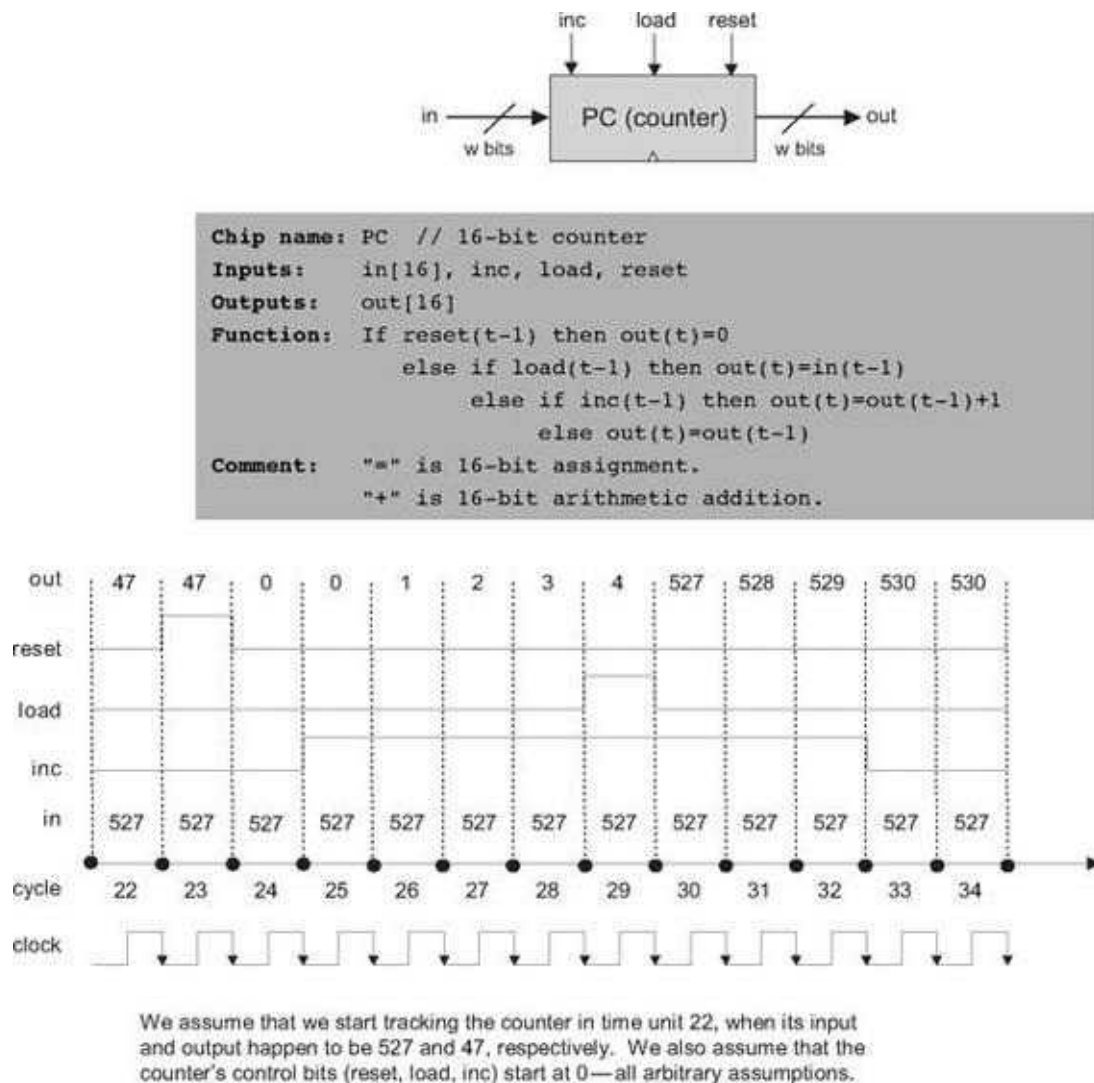 inc load reset
in PC (counter) out
w bits w bits
Chip name: PC // 16-bit counter
Inputs: in[16], inc, load, reset
Outputs: out[16]
Function: If reset(t-1) then out(t)=0
else if load(t-1) then out(t)=in(t-1)
else if inc(t-1) then out(t)=out(t-1)+1
else out(t)=out(t-1)
Comment: "=" is 16-bit assignment.
"+" is 16-bit arithmetic addition.
out 47 47 0 0 1 2 3 4 527 528 529 530 530
reset
load
inc
in 527 527 527 527 527 527 527 527 527 527 527 527 527
cycle 22 23 24 25 26 27 28 29 30 31 32 33 34
clock
We assume that we start tracking the counter in time unit 22, when its input
and output happen to be 527 and 47, respectively. We also assume that the
counter's control bits (reset, load, inc) start at 0—all arbitrary assumptions.